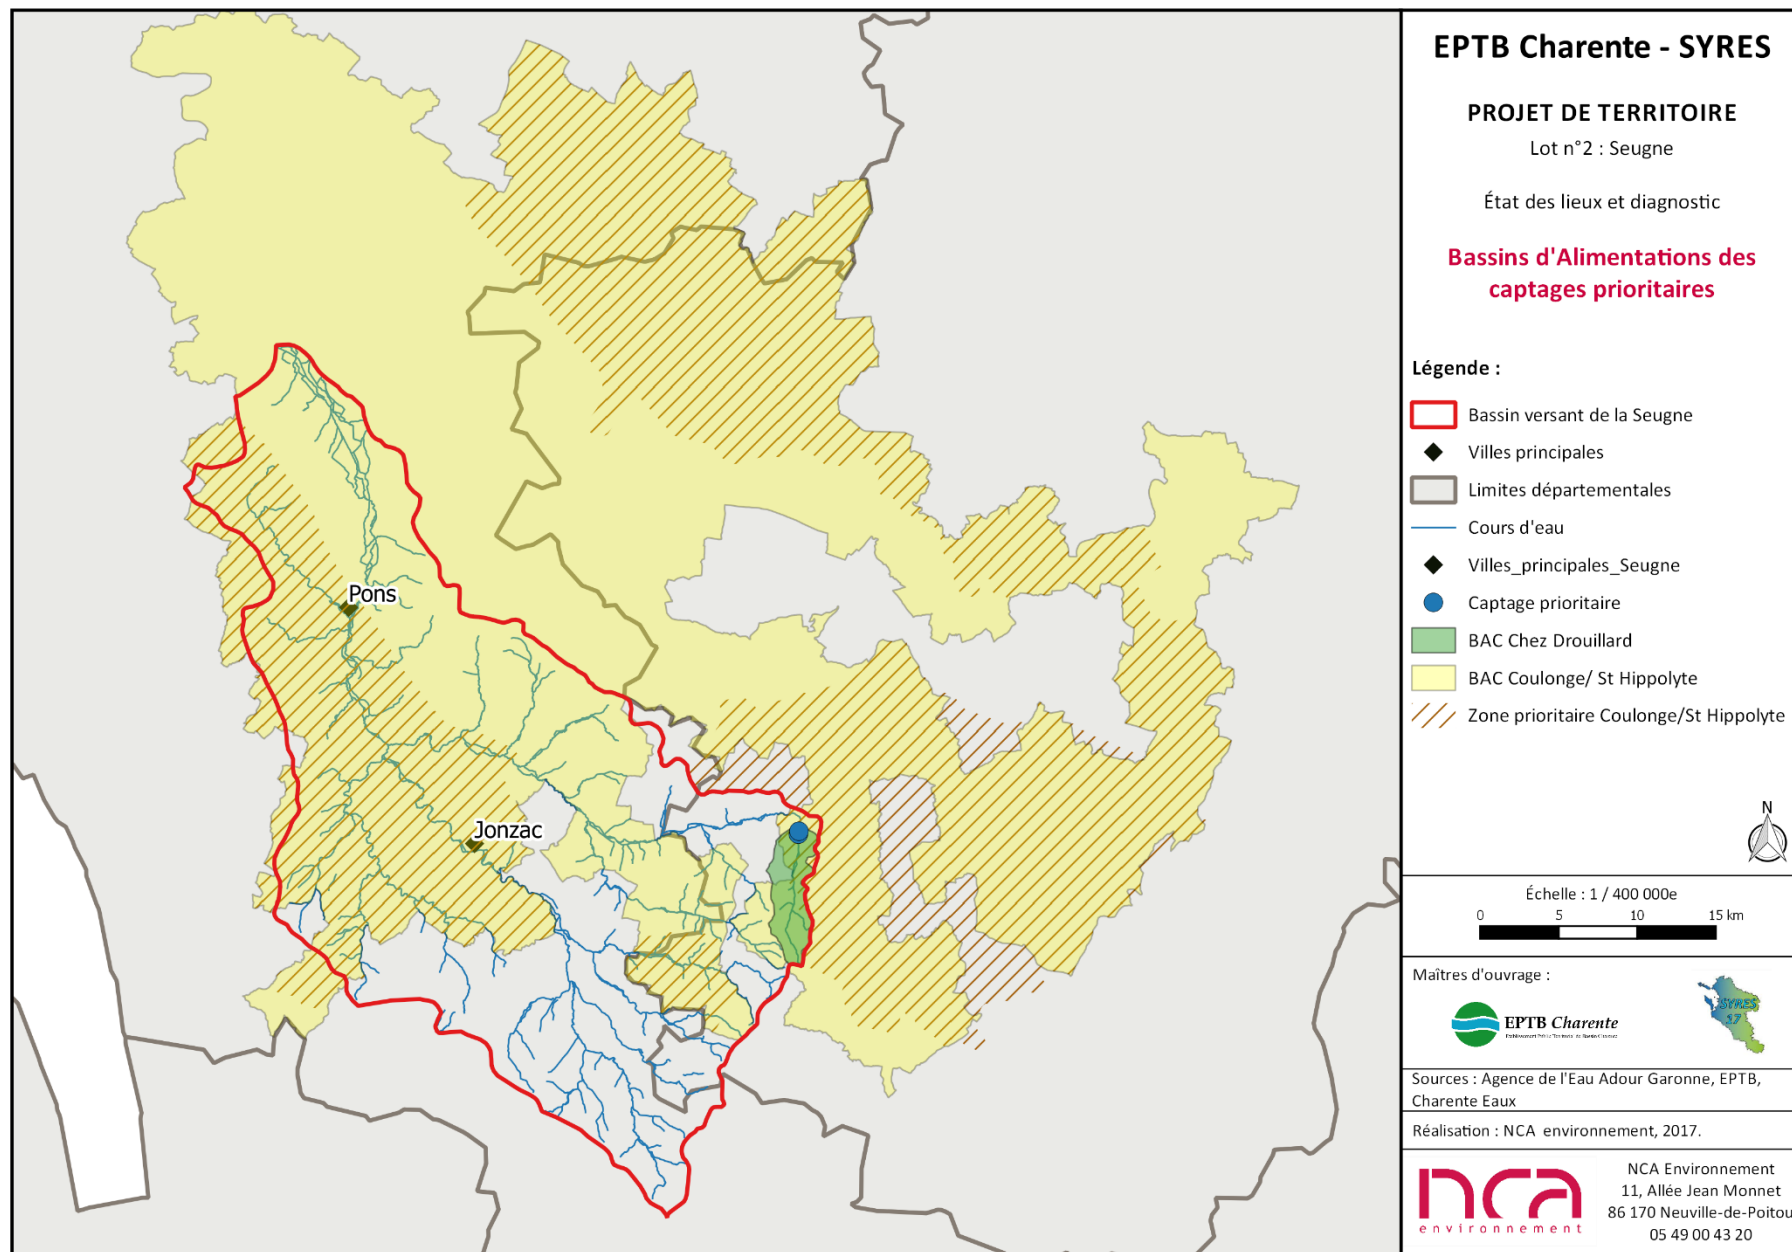 EPTB Charente - SYRES
PROJET DE TERRITOIRE
Lot n°2 : Seugne
État des lieux et diagnostic
Bassins d'Alimentations des
captages prioritaires
Légende :
Bassin versant de la Seugne
Villes principales
Limites départementales
Cours d'eau
Villes_principales_Seugne
Captage prioritaire
BAC Chez Drouillard
BAC Coulonge/ St Hippolyte
Zone prioritaire Coulonge/St Hippolyte
N
Échelle : 1 / 400 000e
0 5 10 15 km
Maîtres d'ouvrage :
EPTB Charente
SYRES
17
Sources : Agence de l'Eau Adour Garonne, EPTB,
Charente Eaux
Réalisation : NCA environnement, 2017.
nca
environnement
NCA Environnement
11, Allée Jean Monnet
86 170 Neuville-de-Poitou
05 49 00 43 20
Pons
Jonzac